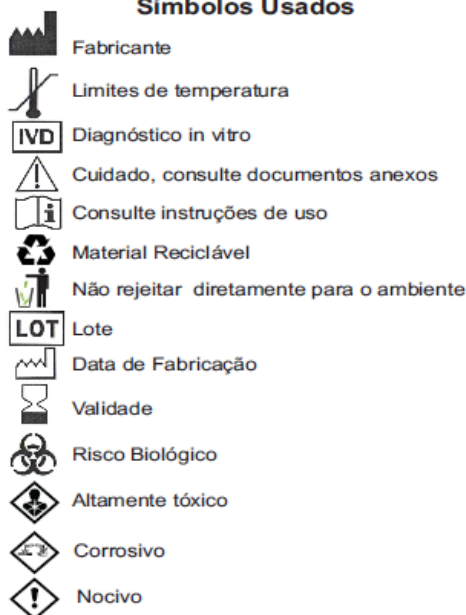 Símbolos Usados
Fabricante
Limites de temperatura
IVD Diagnóstico in vitro
Cuidado, consulte documentos anexos
i Consulte instruções de uso
Material Reciclável
Não rejeitar diretamente para o ambiente
LOT Lote
Data de Fabricação
Validade
Risco Biológico
Altamente tóxico
Corrosivo
Nocivo